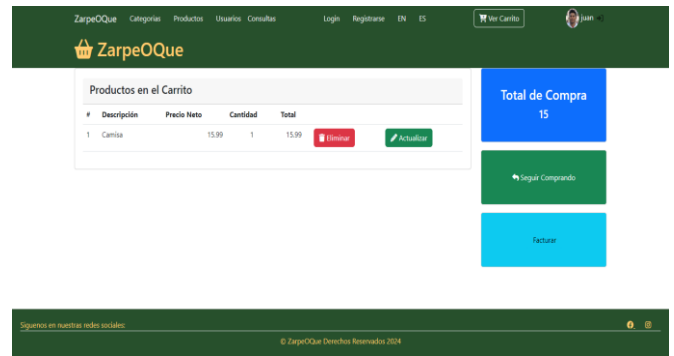 ZarpeOQue Categorias Productos Usuarios Consultas Login Registrarse EN ES Ver Carrito juan
ZarpeOQue
Productos en el Carrito
# Descripción Precio Neto Cantidad Total
1 Camisa 15.99 1 15.99 Eliminar Actualizar
Total de Compra
15
Seguir Comprando
Facturar
Siguenos en nuestras redes sociales:
© ZarpeOQue Derechos Reservados 2024